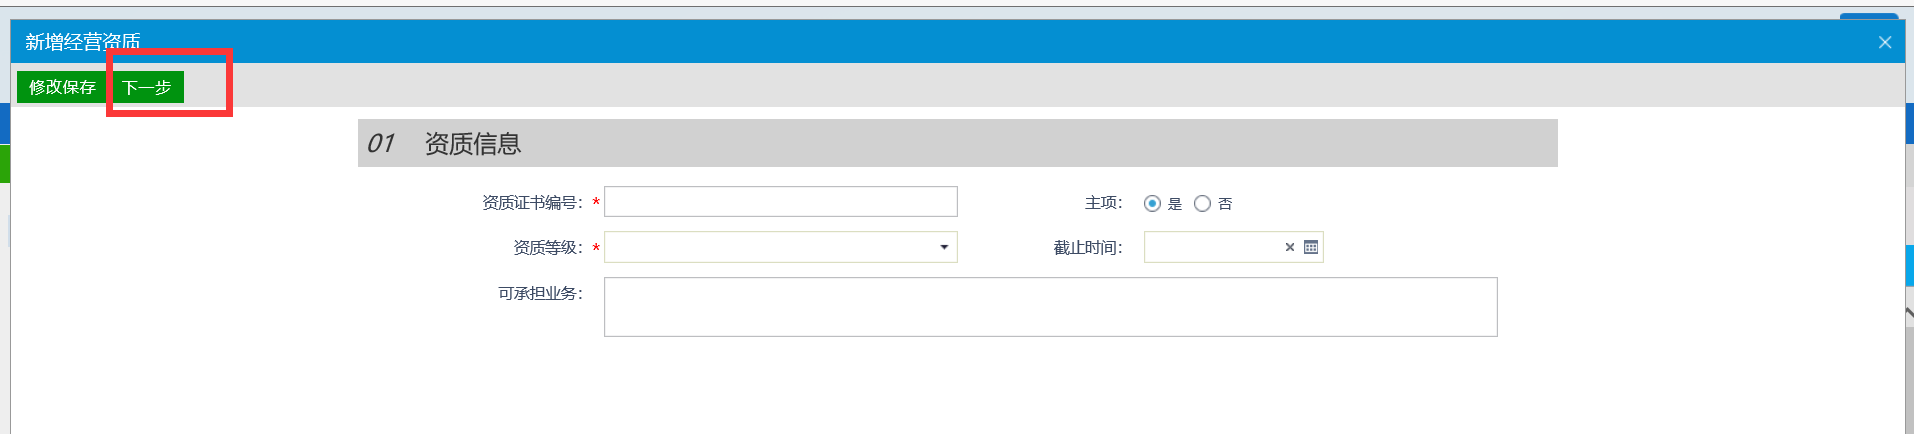 新增经营资质
修改保存 下一步
01 资质信息
资质证书编号：* 主项： 是 否
资质等级：* 截止时间：
可承担业务：